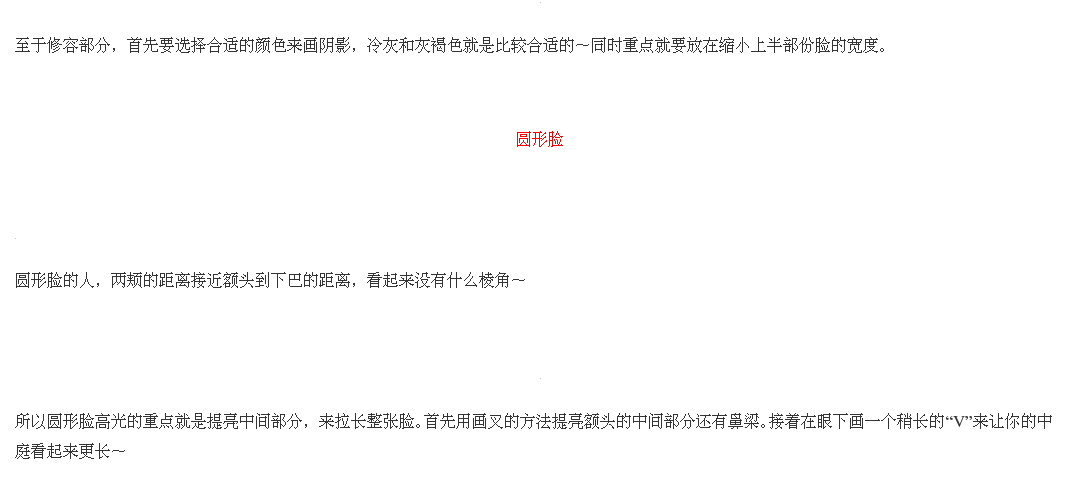 至于修容部分，首先要选择合适的颜色来画阴影，冷灰和灰褐色就是比较合适的～同时重点就要放在缩小上半部份脸的宽度。
圆形脸
圆形脸的人，两颊的距离接近额头到下巴的距离，看起来没有什么棱角～
所以圆形脸高光的重点就是提亮中间部分，来拉长整张脸。首先用画叉的方法提亮额头的中间部分还有鼻梁。接着在眼下画一个稍长的“V”来让你的中
庭看起来更长～